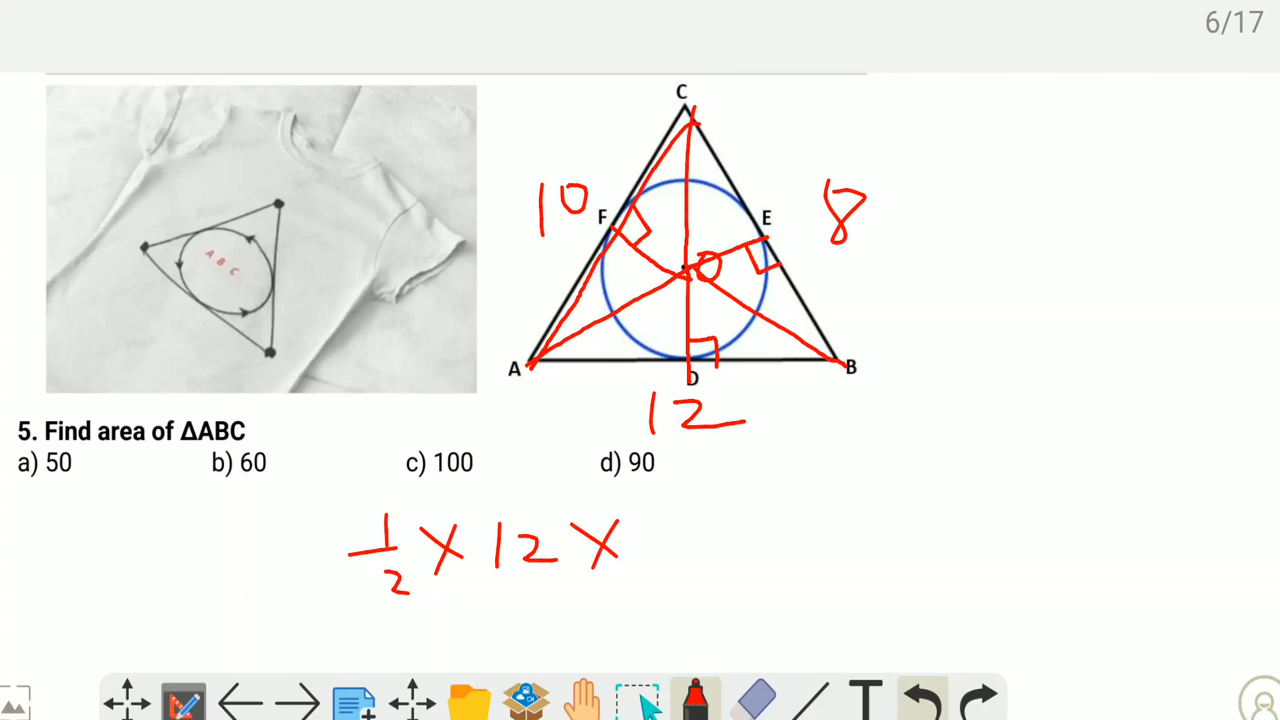 6/17
C
10
8
F
E
A B C
O
A
B
D
12
5. Find area of ΔABC
a) 50 b) 60 c) 100 d) 90
1/2 × 12 ×
T